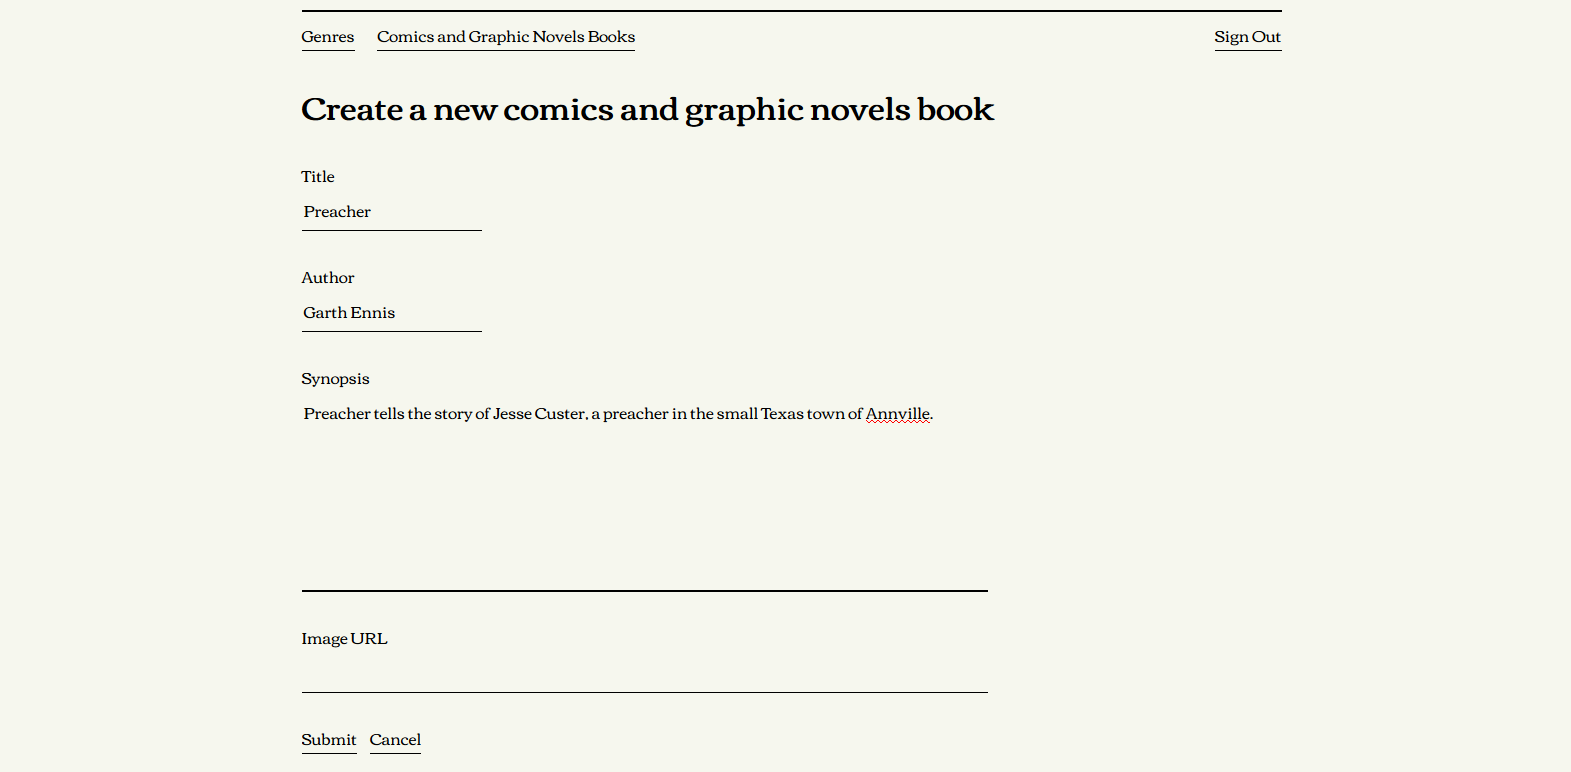 Genres Comics and Graphic Novels Books Sign Out
Create a new comics and graphic novels book
Title
Preacher
Author
Garth Ennis
Synopsis
Preacher tells the story of Jesse Custer, a preacher in the small Texas town of Annville.
Image URL
Submit Cancel